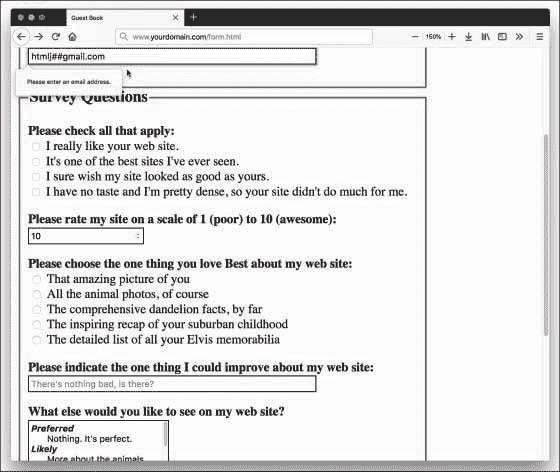 Guest Book
www.yourdomain.com/form.html
150%
htmlj##gmail.com
Please enter an email address.
Survey Questions
Please check all that apply:
I really like your web site.
It's one of the best sites I've ever seen.
I sure wish my site looked as good as yours.
I have no taste and I'm pretty dense, so your site didn't do much for me.
Please rate my site on a scale of 1 (poor) to 10 (awesome):
10
Please choose the one thing you love Best about my web site:
That amazing picture of you
All the animal photos, of course
The comprehensive dandelion facts, by far
The inspiring recap of your suburban childhood
The detailed list of all your Elvis memorabilia
Please indicate the one thing I could improve about my web site:
There's nothing bad, is there?
What else would you like to see on my web site?
Preferred
Nothing. It's perfect.
Likely
More about the animals